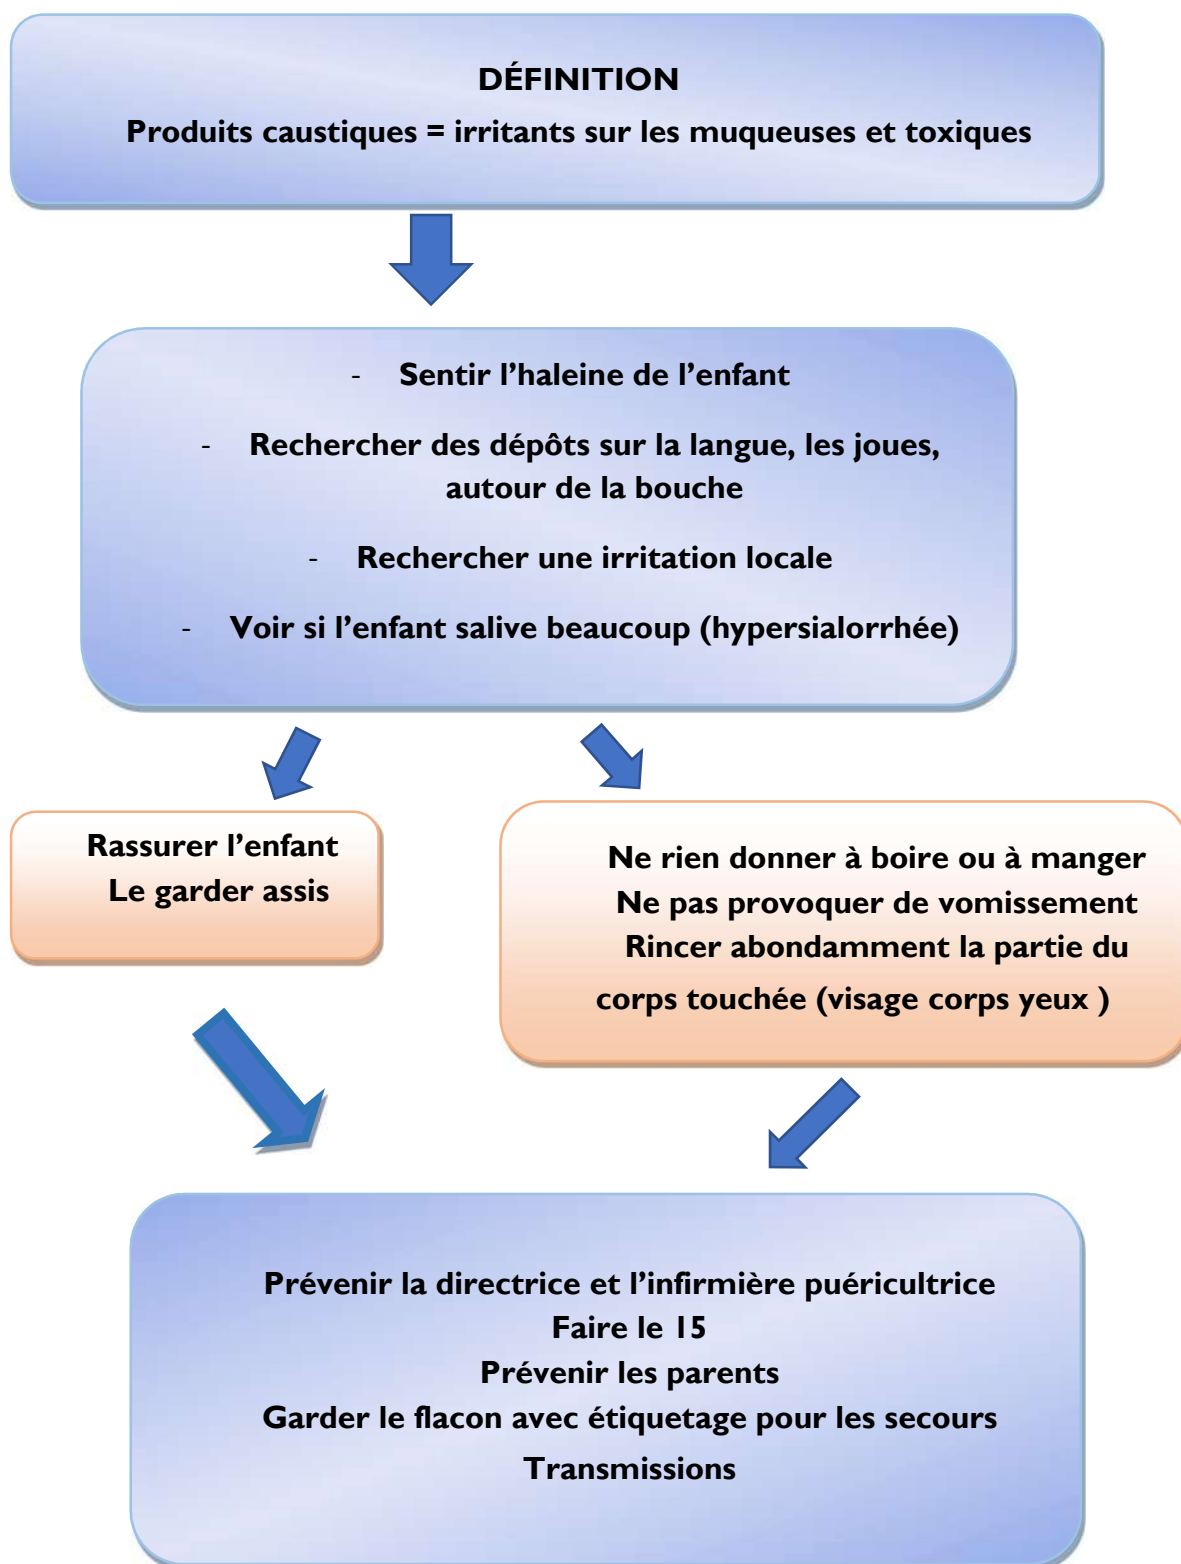 DÉFINITION
Produits caustiques = irritants sur les muqueuses et toxiques
- Sentir l’haleine de l’enfant
- Rechercher des dépôts sur la langue, les joues,
autour de la bouche
- Rechercher une irritation locale
- Voir si l’enfant salive beaucoup (hypersialorrhée)
Rassurer l’enfant
Le garder assis
Ne rien donner à boire ou à manger
Ne pas provoquer de vomissement
Rincer abondamment la partie du
corps touchée (visage corps yeux )
Prévenir la directrice et l’infirmière puéricultrice
Faire le 15
Prévenir les parents
Garder le flacon avec étiquetage pour les secours
Transmissions